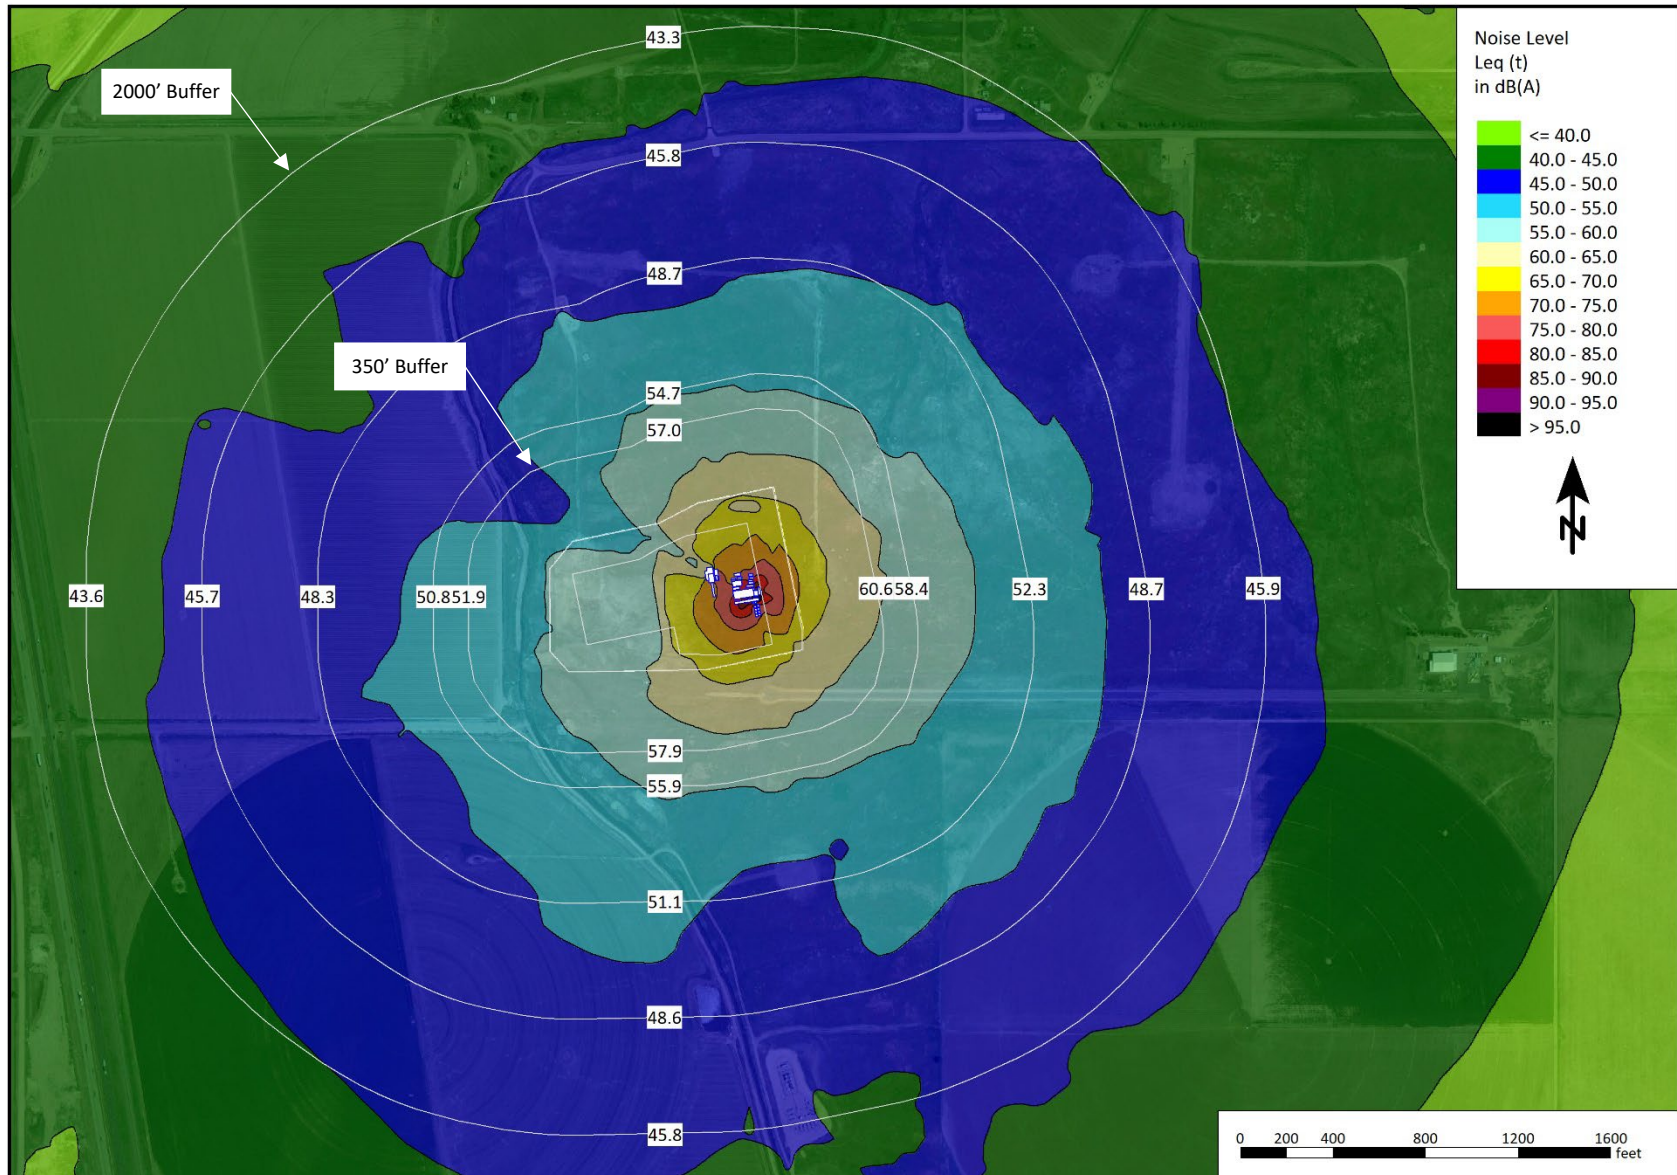 43.3
2000' Buffer
45.8
48.7
350' Buffer
54.7
57.0
43.6
45.7
48.3
50.8
51.9
60.6
58.4
52.3
48.7
45.9
57.9
55.9
51.1
48.6
45.8
Noise Level
Leq (t)
in dB(A)
<= 40.0
40.0 - 45.0
45.0 - 50.0
50.0 - 55.0
55.0 - 60.0
60.0 - 65.0
65.0 - 70.0
70.0 - 75.0
75.0 - 80.0
80.0 - 85.0
85.0 - 90.0
90.0 - 95.0
> 95.0
N
0 200 400 800 1200 1600
feet